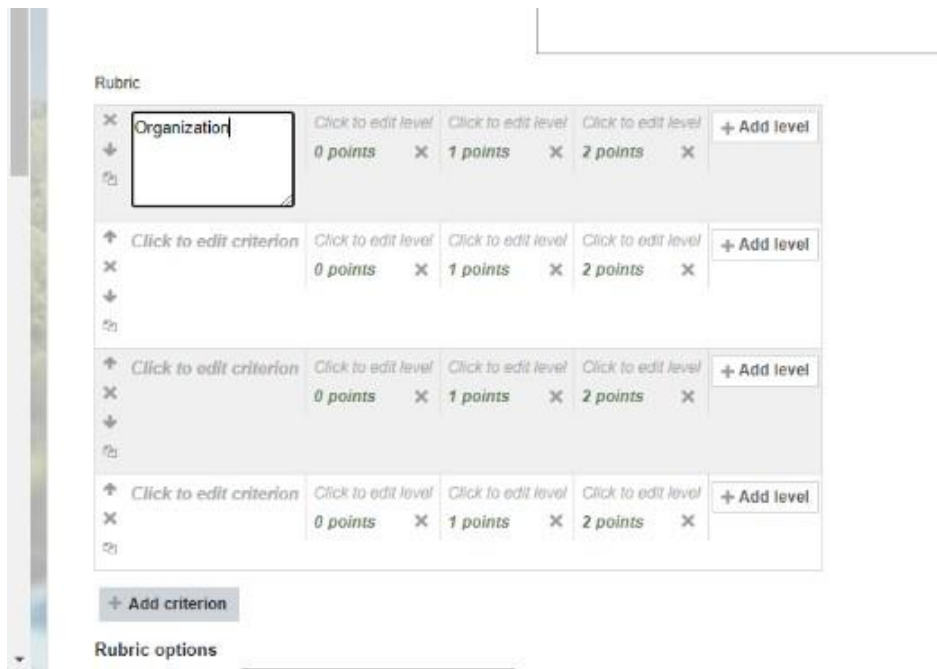 Rubric
Organization
Click to edit level Click to edit level Click to edit level + Add level
0 points 1 points 2 points
Click to edit criterion Click to edit level Click to edit level Click to edit level + Add level
0 points 1 points 2 points
Click to edit criterion Click to edit level Click to edit level Click to edit level + Add level
0 points 1 points 2 points
Click to edit criterion Click to edit level Click to edit level Click to edit level + Add level
0 points 1 points 2 points
+ Add criterion
Rubric options